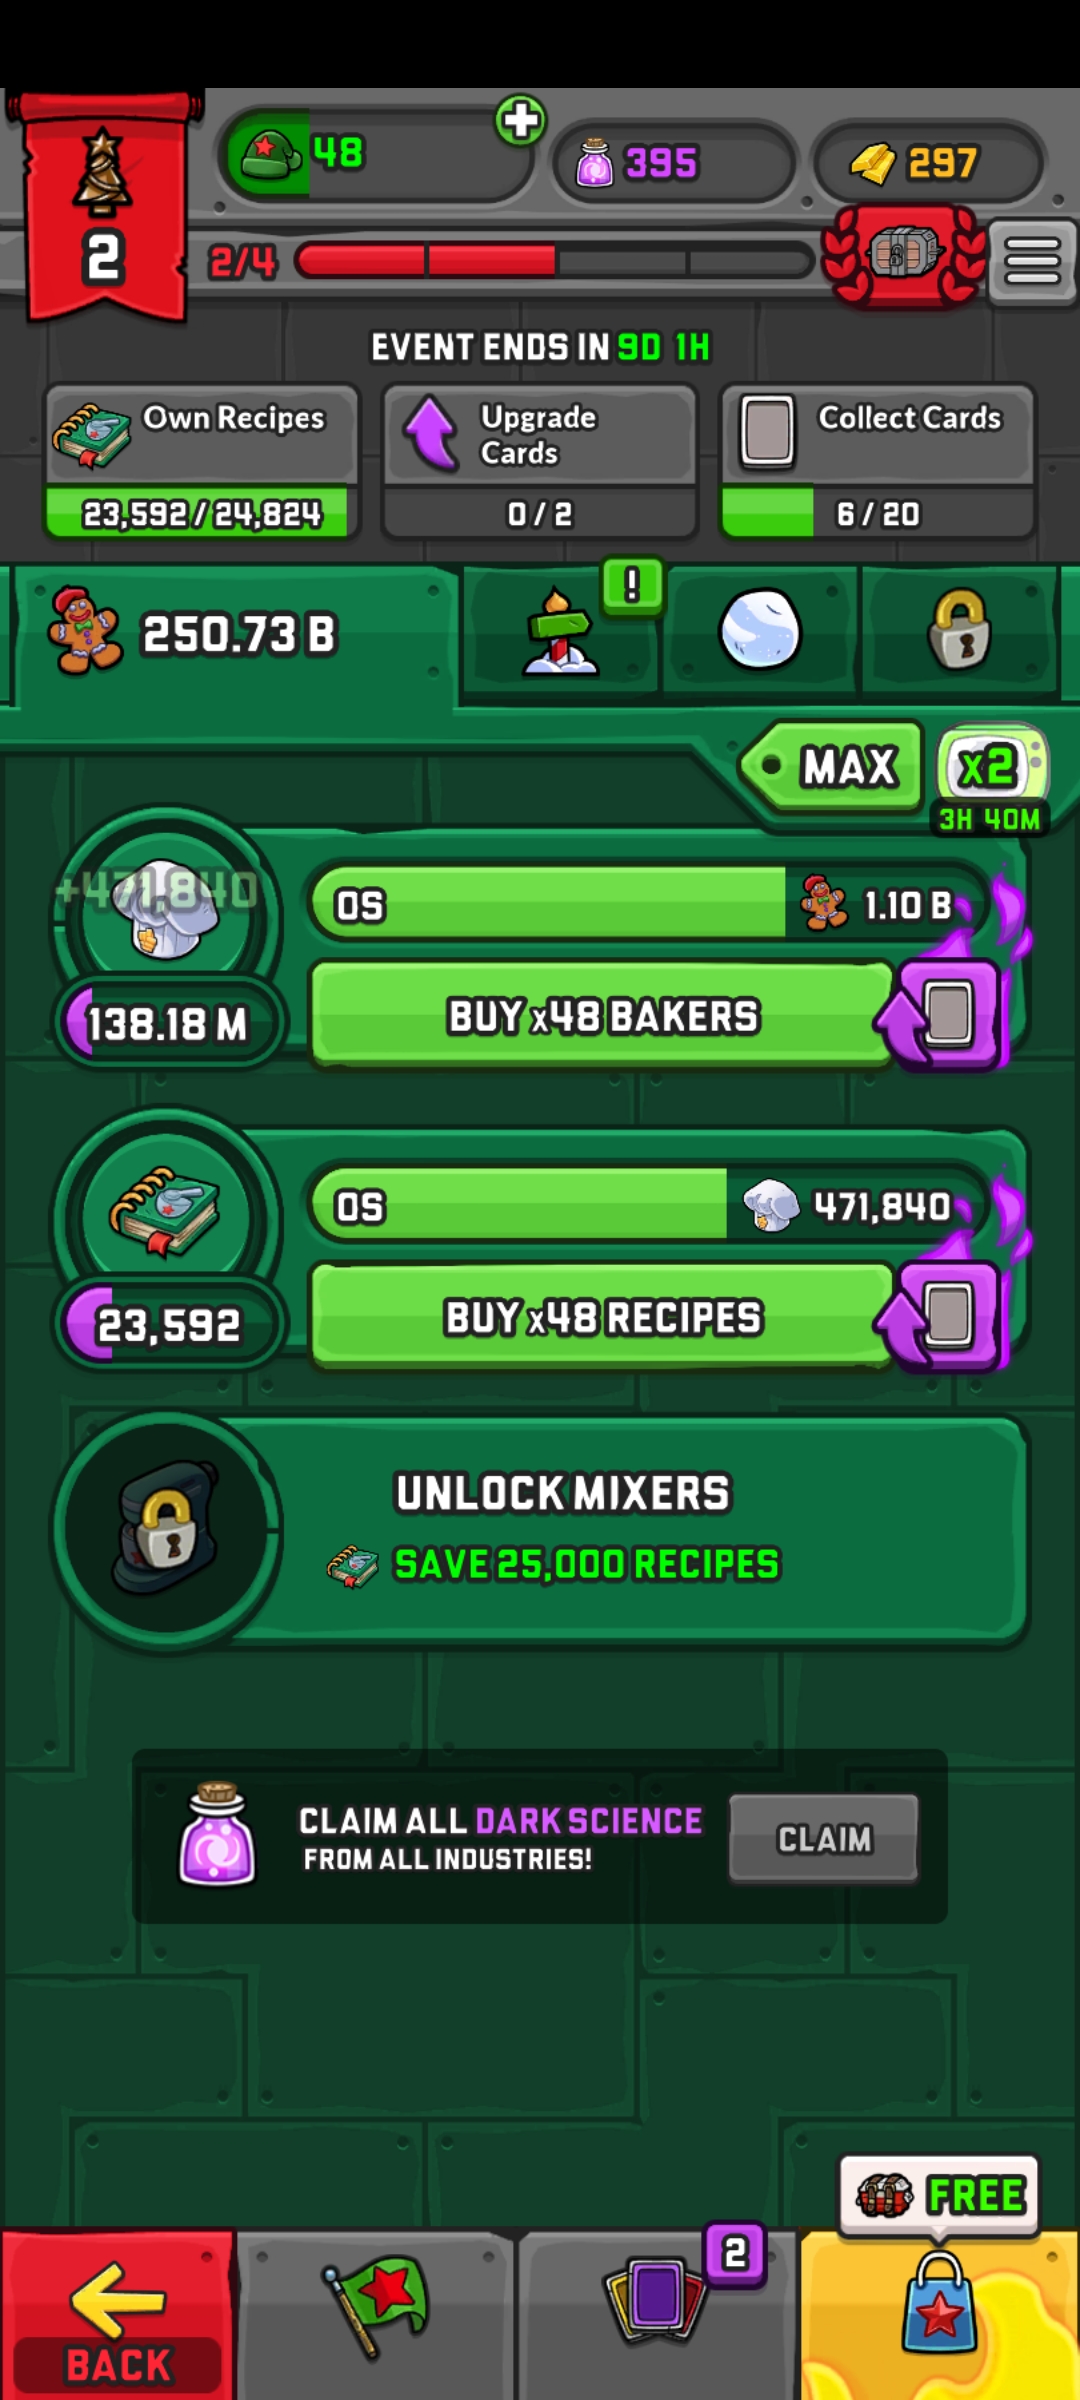 48
395
297
2
2/4
EVENT ENDS IN 9D 1H
Own Recipes
23,592/24,824
Upgrade
Cards
0/2
Collect Cards
6/20
250.73 B
!
MAX
x2
3H 40M
+471,840
0S
1.10 B
138.18 M
BUY x48 BAKERS
0S
471,840
23,592
BUY x48 RECIPES
UNLOCK MIXERS
SAVE 25,000 RECIPES
CLAIM ALL DARK SCIENCE
FROM ALL INDUSTRIES!
CLAIM
FREE
2
BACK